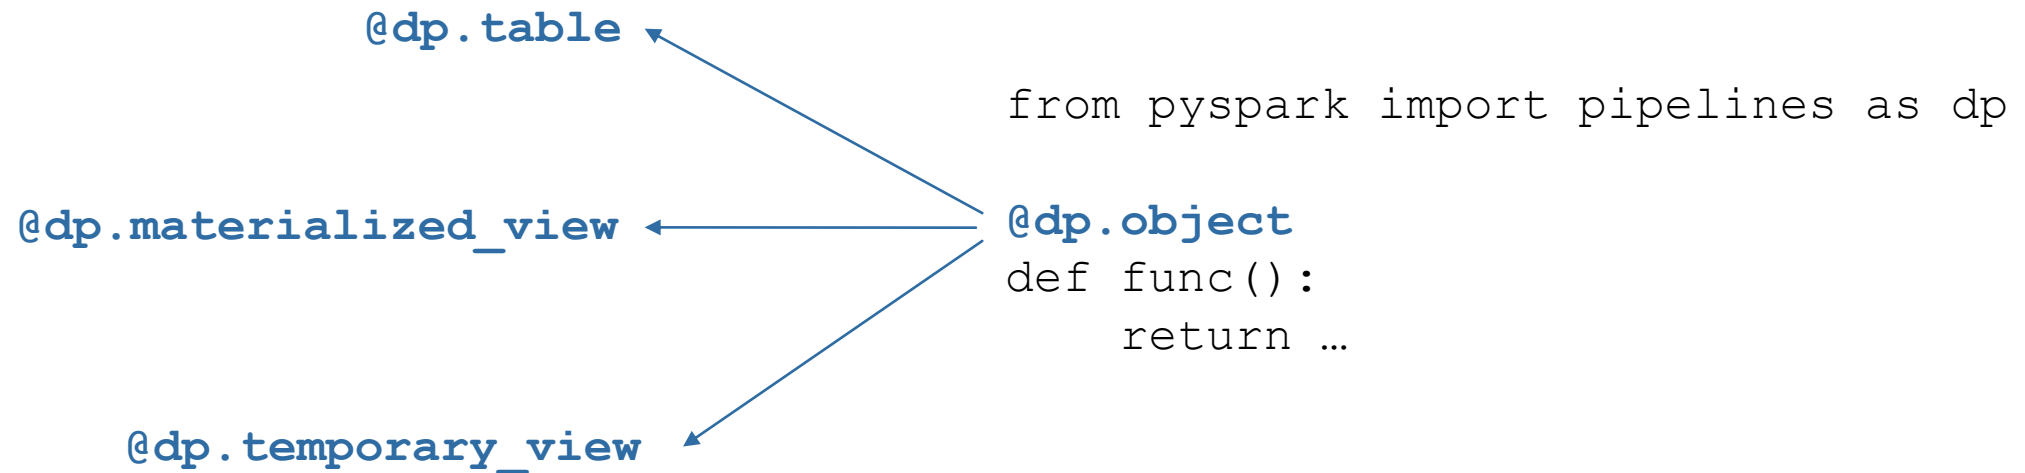 @dp.table
@dp.materialized_view
@dp.temporary_view
from pyspark import pipelines as dp
@dp.object
def func():
    return …